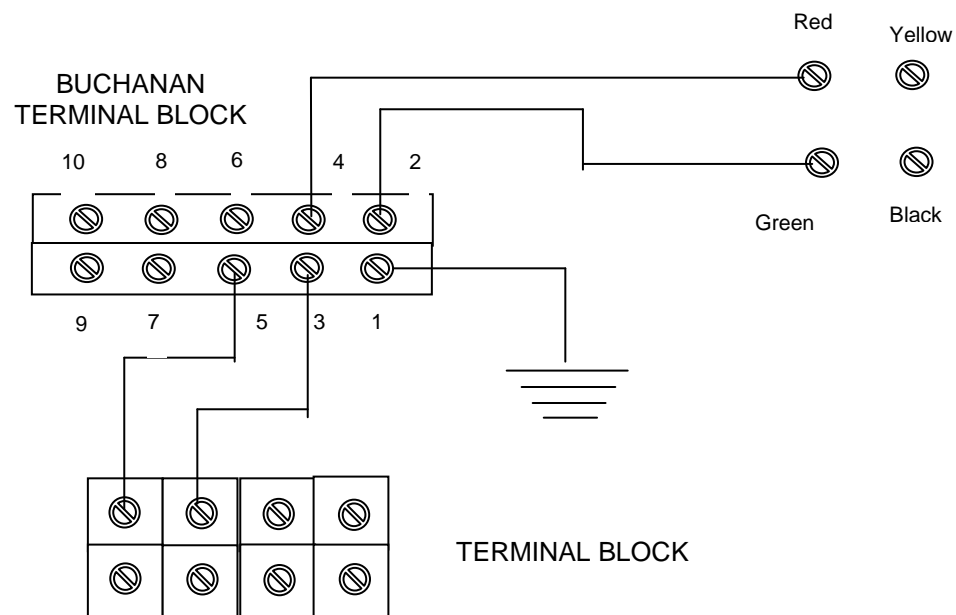 Red
Yellow
BUCHANAN
TERMINAL BLOCK
10 8 6 4 2
Green
Black
9 7 5 3 1
TERMINAL BLOCK